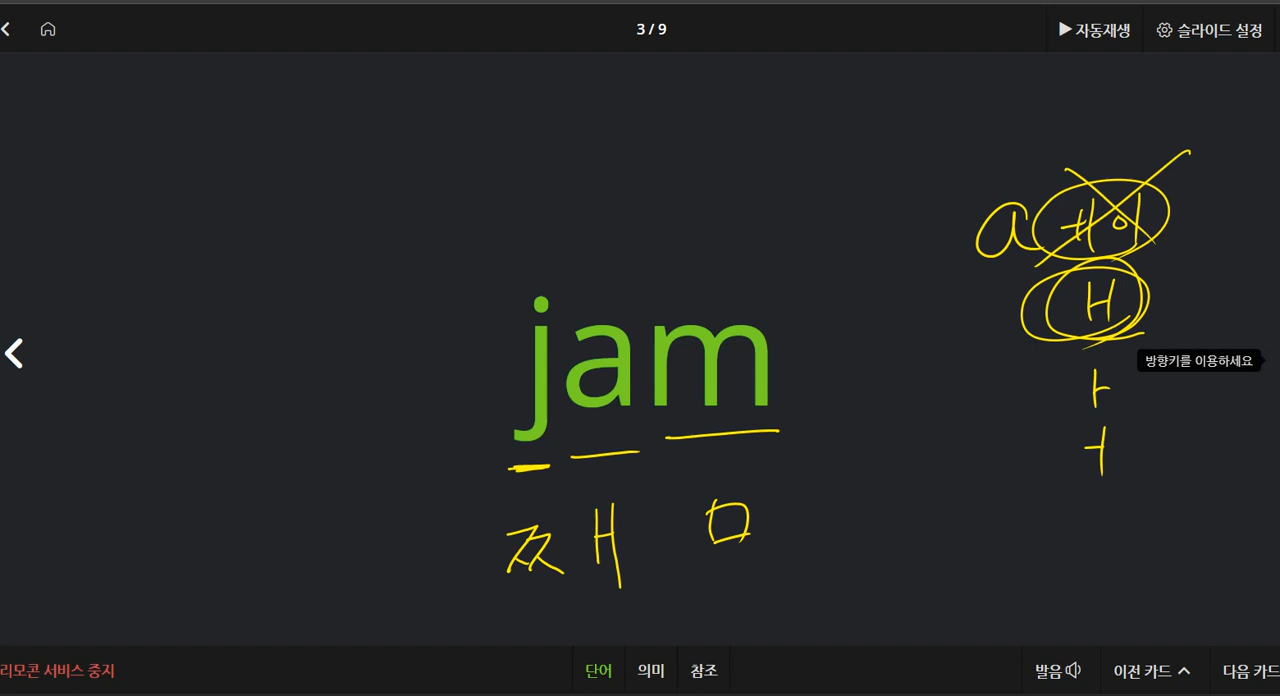 3 / 9
▶ 자동재생
슬라이드 설정
a ㅔ이
ㅐ
ㅏ
ㅓ
jam
ㅐ ㅁ
방향키를 이용하세요
리모콘 서비스 중지
단어
의미
참조
발음
이전 카드
다음 카드